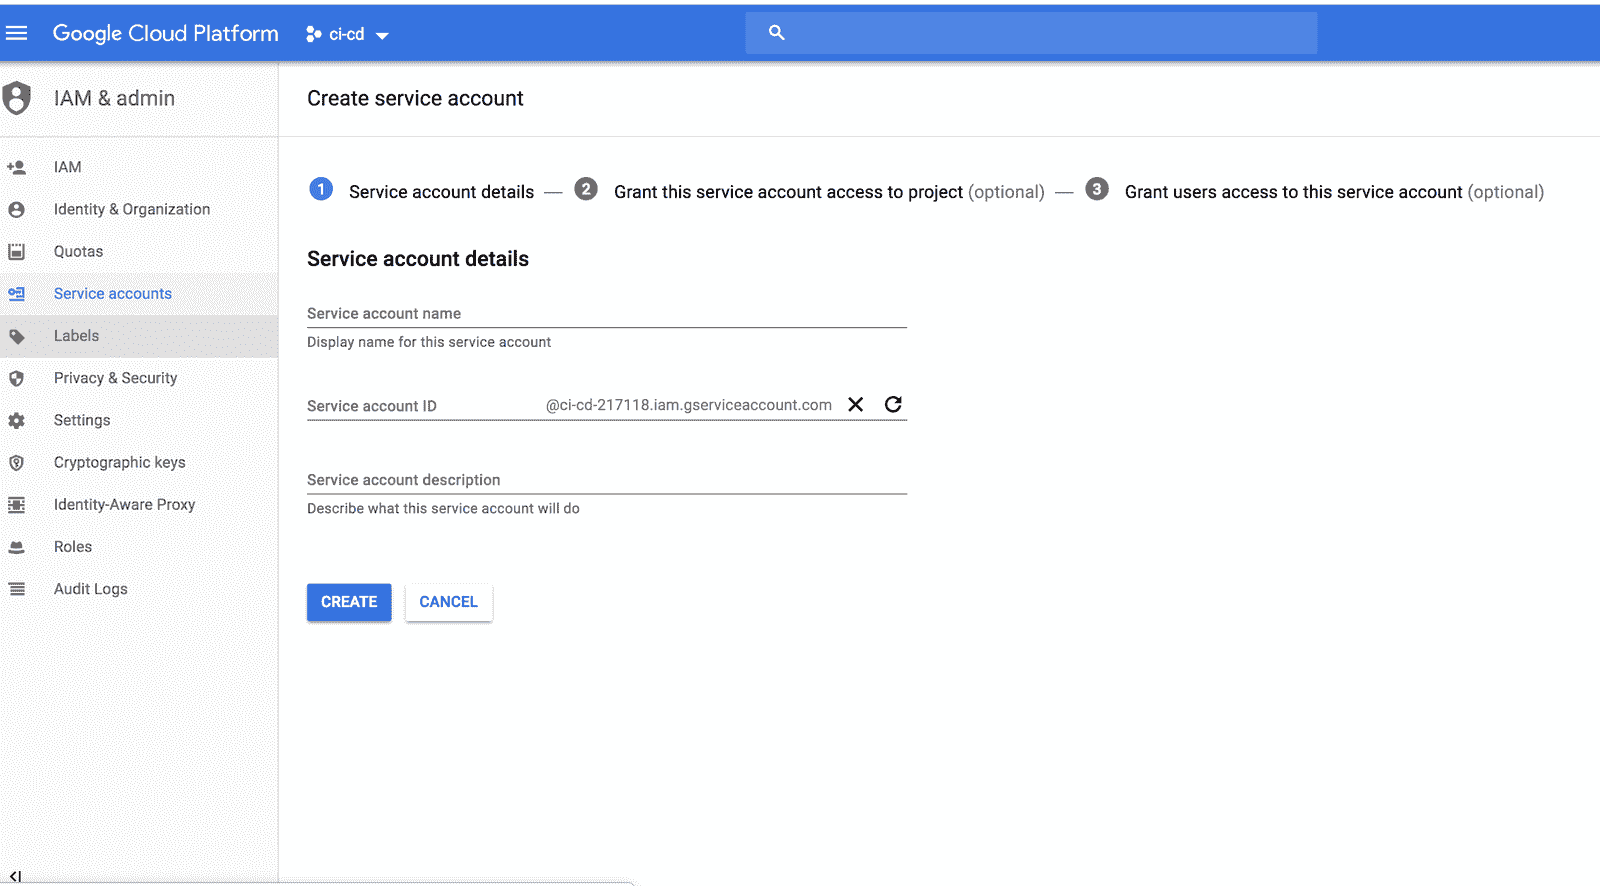 Google Cloud Platform ci-cd
IAM & admin
Create service account
IAM
Identity & Organization
Quotas
Service accounts
Labels
Privacy & Security
Settings
Cryptographic keys
Identity-Aware Proxy
Roles
Audit Logs
1 Service account details — 2 Grant this service account access to project (optional) — 3 Grant users access to this service account (optional)
Service account details
Service account name
Display name for this service account
Service account ID @ci-cd-217118.iam.gserviceaccount.com
Service account description
Describe what this service account will do
CREATE CANCEL